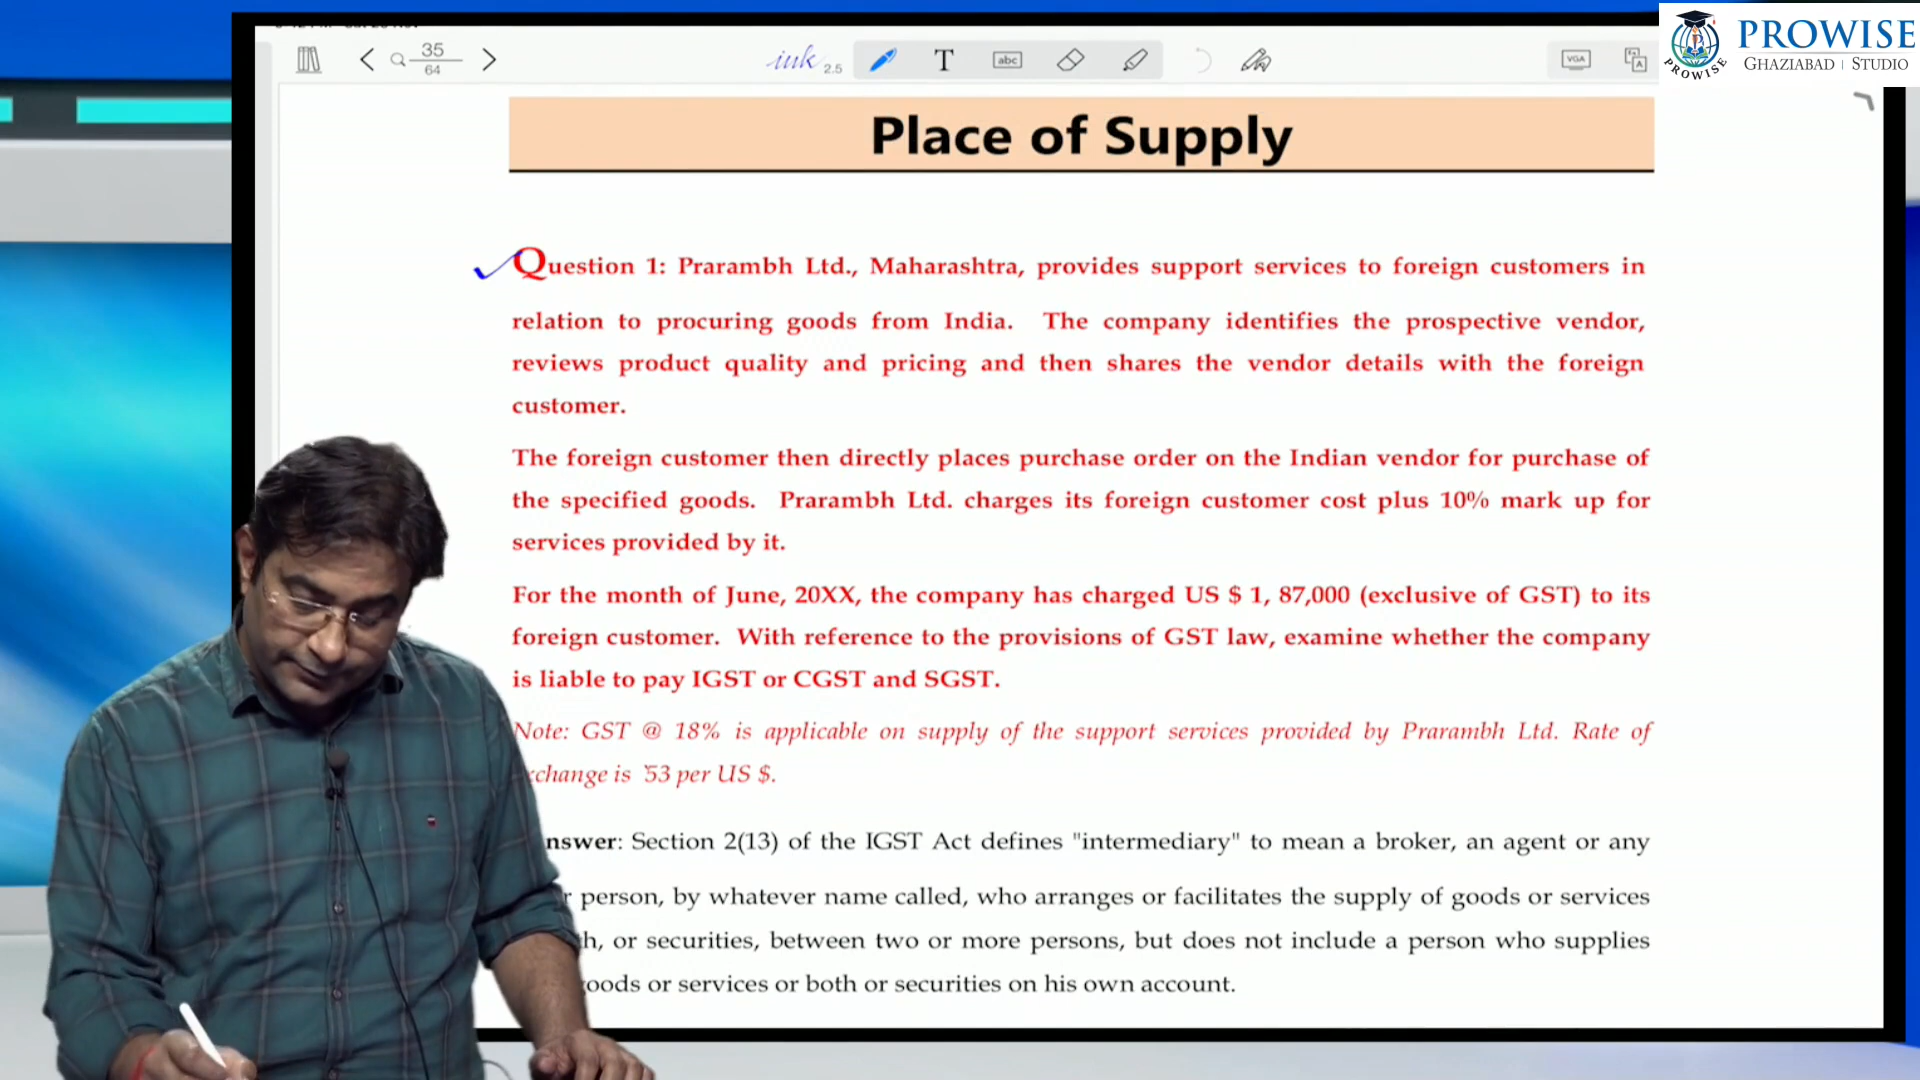 35
64
ink 2.5
T
abc
VGA
A
PROWISE
GHAZIABAD | STUDIO
PROWISE
Place of Supply
Question 1: Prarambh Ltd., Maharashtra, provides support services to foreign customers in
relation to procuring goods from India. The company identifies the prospective vendor,
reviews product quality and pricing and then shares the vendor details with the foreign
customer.
The foreign customer then directly places purchase order on the Indian vendor for purchase of
the specified goods. Prarambh Ltd. charges its foreign customer cost plus 10% mark up for
services provided by it.
For the month of June, 20XX, the company has charged US $ 1, 87,000 (exclusive of GST) to its
foreign customer. With reference to the provisions of GST law, examine whether the company
is liable to pay IGST or CGST and SGST.
Note: GST @ 18% is applicable on supply of the support services provided by Prarambh Ltd. Rate of
xchange is `53 per US $.
nswer: Section 2(13) of the IGST Act defines "intermediary" to mean a broker, an agent or any
r person, by whatever name called, who arranges or facilitates the supply of goods or services
h, or securities, between two or more persons, but does not include a person who supplies
goods or services or both or securities on his own account.